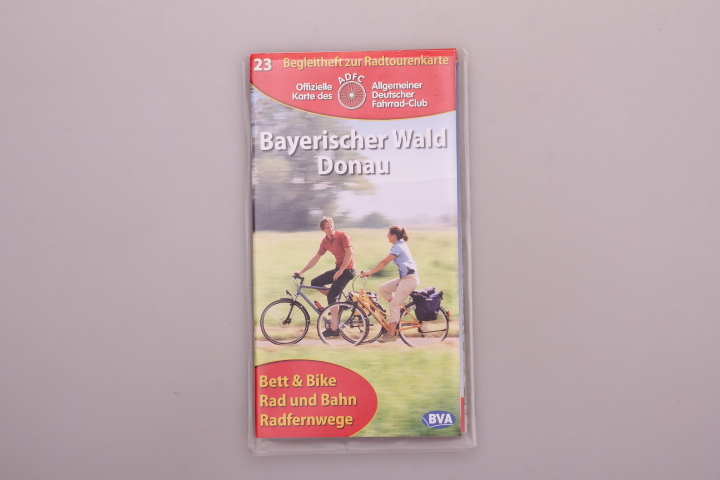 23 Begleitheft zur Radtourenkarte
Offizielle
Karte des
ADFC
Allgemeiner
Deutscher
Fahrrad-Club
Bayerischer Wald
Donau
Bett & Bike
Rad und Bahn
Radfernwege
BVA